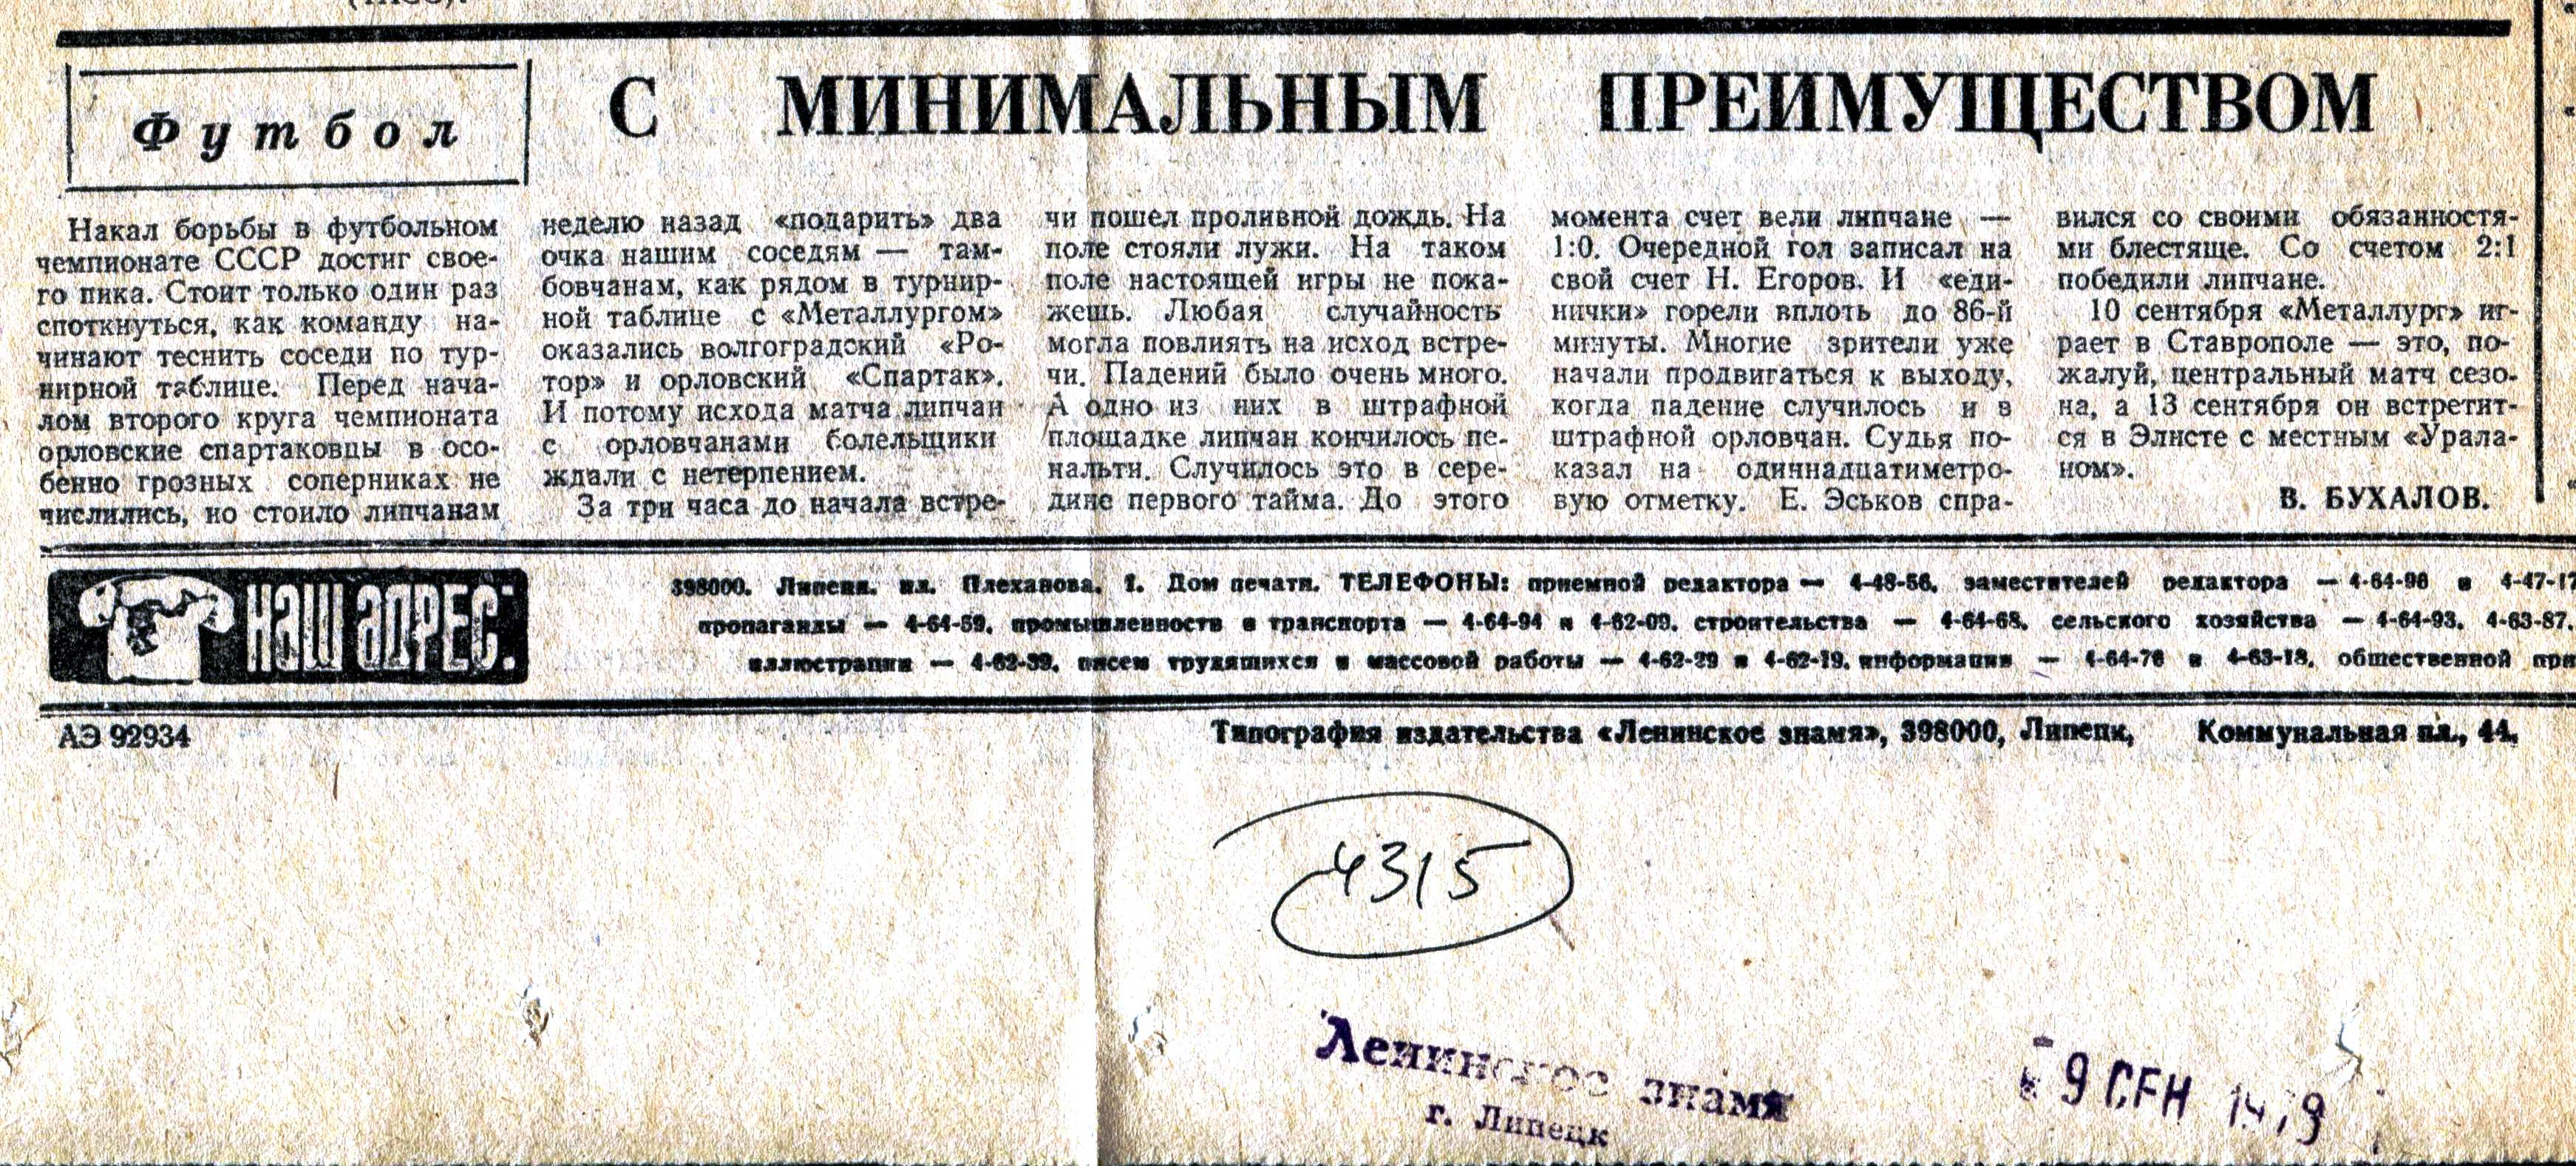 Футбол
С МИНИМАЛЬНЫМ ПРЕИМУЩЕСТВОМ
Накал борьбы в футбольном
чемпионате СССР достиг свое-
го пика. Стоит только один раз
споткнуться, как команду на-
чинают теснить соседи по тур-
нирной таблице. Перед нача-
лом второго круга чемпионата
орловские спартаковцы в осо-
бенно грозных соперниках не
числились, но стоило липчанам
неделю назад «подарить» два
очка нашим соседям — там-
бовчанам, как рядом в турнир-
ной таблице с «Металлургом»
оказались волгоградский «Ро-
тор» и орловский «Спартак».
И потому исхода матча липчан
с орловчанами болельщики
ждали с нетерпением.
За три часа до начала встре-
чи пошел проливной дождь. На
поле стояли лужи. На таком
поле настоящей игры не пока-
жешь. Любая случайность
могла повлиять на исход встре-
чи. Падений было очень много.
А одно из них в штрафной
площадке липчан кончилось пе-
нальти. Случилось это в сере-
дине первого тайма. До этого
момента счет вели липчане —
1:0. Очередной гол записал на
свой счет Н. Егоров. И «еди-
нички» горели вплоть до 86-й
минуты. Многие зрители уже
начали продвигаться к выходу,
когда падение случилось и в
штрафной орловчан. Судья по-
казал на одиннадцатиметро-
вую отметку. Е. Эськов спра-
вился со своими обязанностя-
ми блестяще. Со счетом 2:1
победили липчане.
10 сентября «Металлург» иг-
рает в Ставрополе — это, по-
жалуй, центральный матч сезо-
на, а 13 сентября он встретит-
ся в Элисте с местным «Урала-
ном».
В. БУХАЛОВ.
НАШ АДРЕС:
398000. Липецк. пл. Плеханова, 1. Дом печати. ТЕЛЕФОНЫ: приемной редактора — 4-48-56, заместителей редактора — 4-64-96 и 4-47-17
пропаганды — 4-64-59, промышленности и транспорта — 4-64-94 и 4-62-09, строительства — 4-64-68, сельского хозяйства — 4-64-93, 4-63-87,
иллюстрации — 4-62-39, писем трудящихся и массовой работы — 4-62-29 и 4-62-19, информации — 4-64-76 и 4-63-18, общественной при
АЭ 92934
Типография издательства «Ленинское знамя», 398000, Липецк, Коммунальная пл., 44.
4315
Ленинское знамя
г. Липецк
9 СЕН 1979